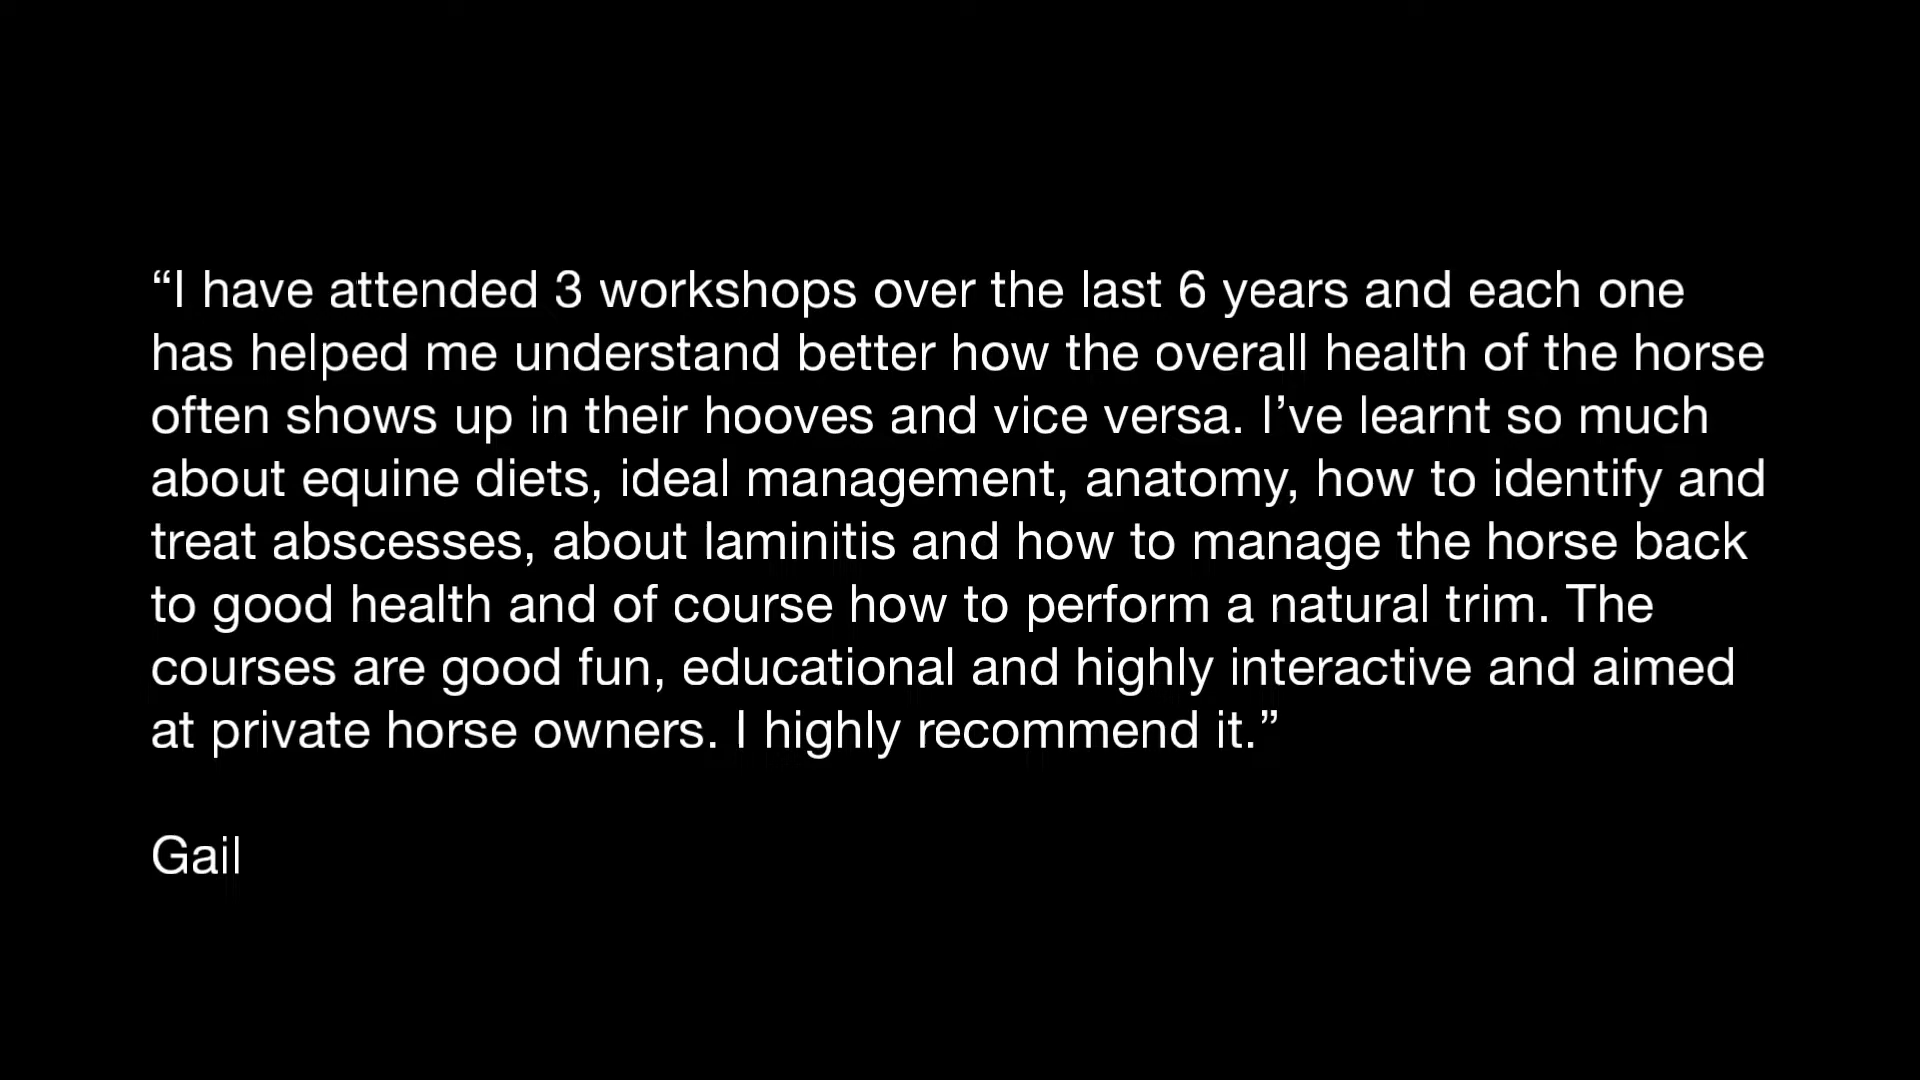 “I have attended 3 workshops over the last 6 years and each one
has helped me understand better how the overall health of the horse
often shows up in their hooves and vice versa. I’ve learnt so much
about equine diets, ideal management, anatomy, how to identify and
treat abscesses, about laminitis and how to manage the horse back
to good health and of course how to perform a natural trim. The
courses are good fun, educational and highly interactive and aimed
at private horse owners. I highly recommend it.”
Gail